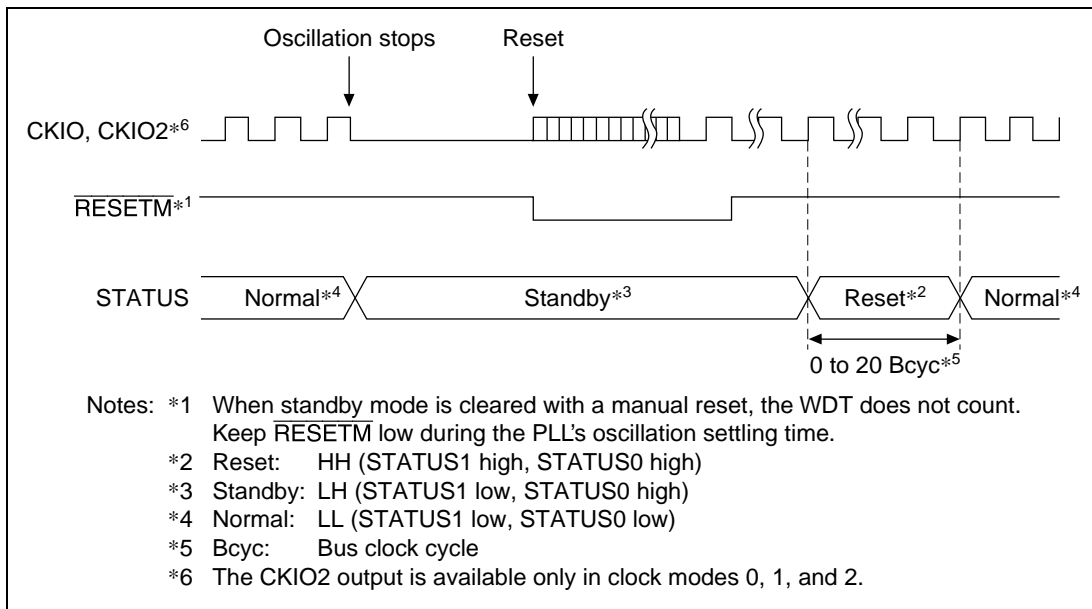 Oscillation stops Reset
CKIO, CKIO2*6
RESETM*1
STATUS Normal*4 Standby*3 Reset*2 Normal*4
0 to 20 Bcyc*5
Notes: *1 When standby mode is cleared with a manual reset, the WDT does not count.
Keep RESETM low during the PLL's oscillation settling time.
*2 Reset: HH (STATUS1 high, STATUS0 high)
*3 Standby: LH (STATUS1 low, STATUS0 high)
*4 Normal: LL (STATUS1 low, STATUS0 low)
*5 Bcyc: Bus clock cycle
*6 The CKIO2 output is available only in clock modes 0, 1, and 2.